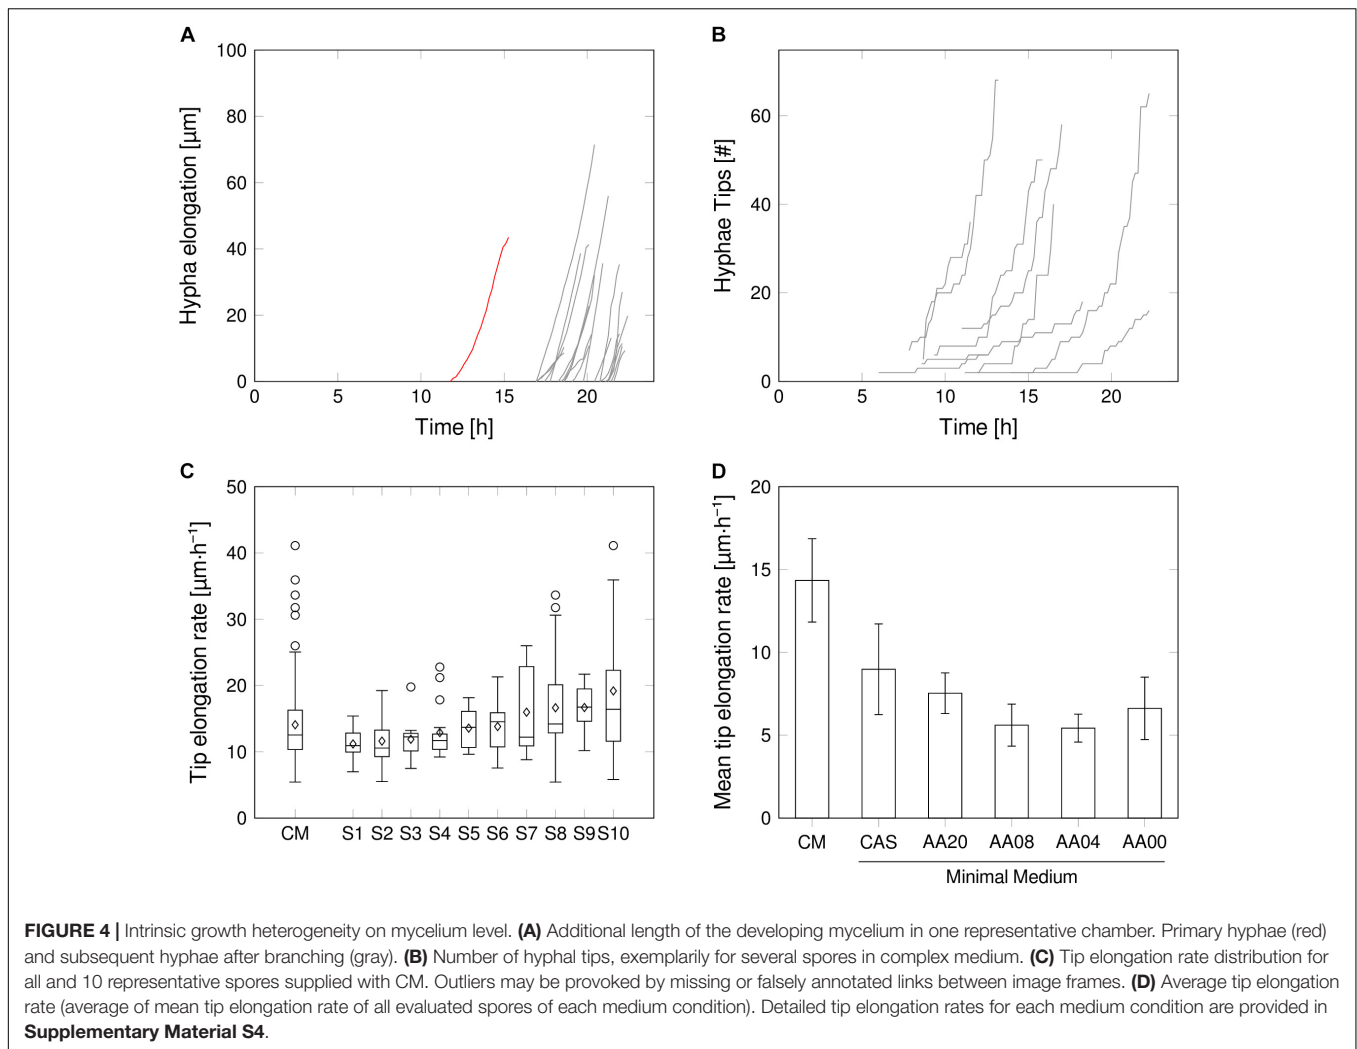 A
100
80
60
40
20
0
Hypha elongation [µm]
0 5 10 15 20
Time [h]
B
60
40
20
0
Hyphae Tips [#]
0 5 10 15 20
Time [h]
C
50
40
30
20
10
0
Tip elongation rate [µm·h⁻¹]
CM S1 S2 S3 S4 S5 S6 S7 S8 S9 S10
D
20
15
10
5
0
Mean tip elongation rate [µm·h⁻¹]
CM CAS AA20 AA08 AA04 AA00
Minimal Medium
FIGURE 4 | Intrinsic growth heterogeneity on mycelium level. (A) Additional length of the developing mycelium in one representative chamber. Primary hyphae (red)
and subsequent hyphae after branching (gray). (B) Number of hyphal tips, exemplarily for several spores in complex medium. (C) Tip elongation rate distribution for
all and 10 representative spores supplied with CM. Outliers may be provoked by missing or falsely annotated links between image frames. (D) Average tip elongation
rate (average of mean tip elongation rate of all evaluated spores of each medium condition). Detailed tip elongation rates for each medium condition are provided in
Supplementary Material S4.